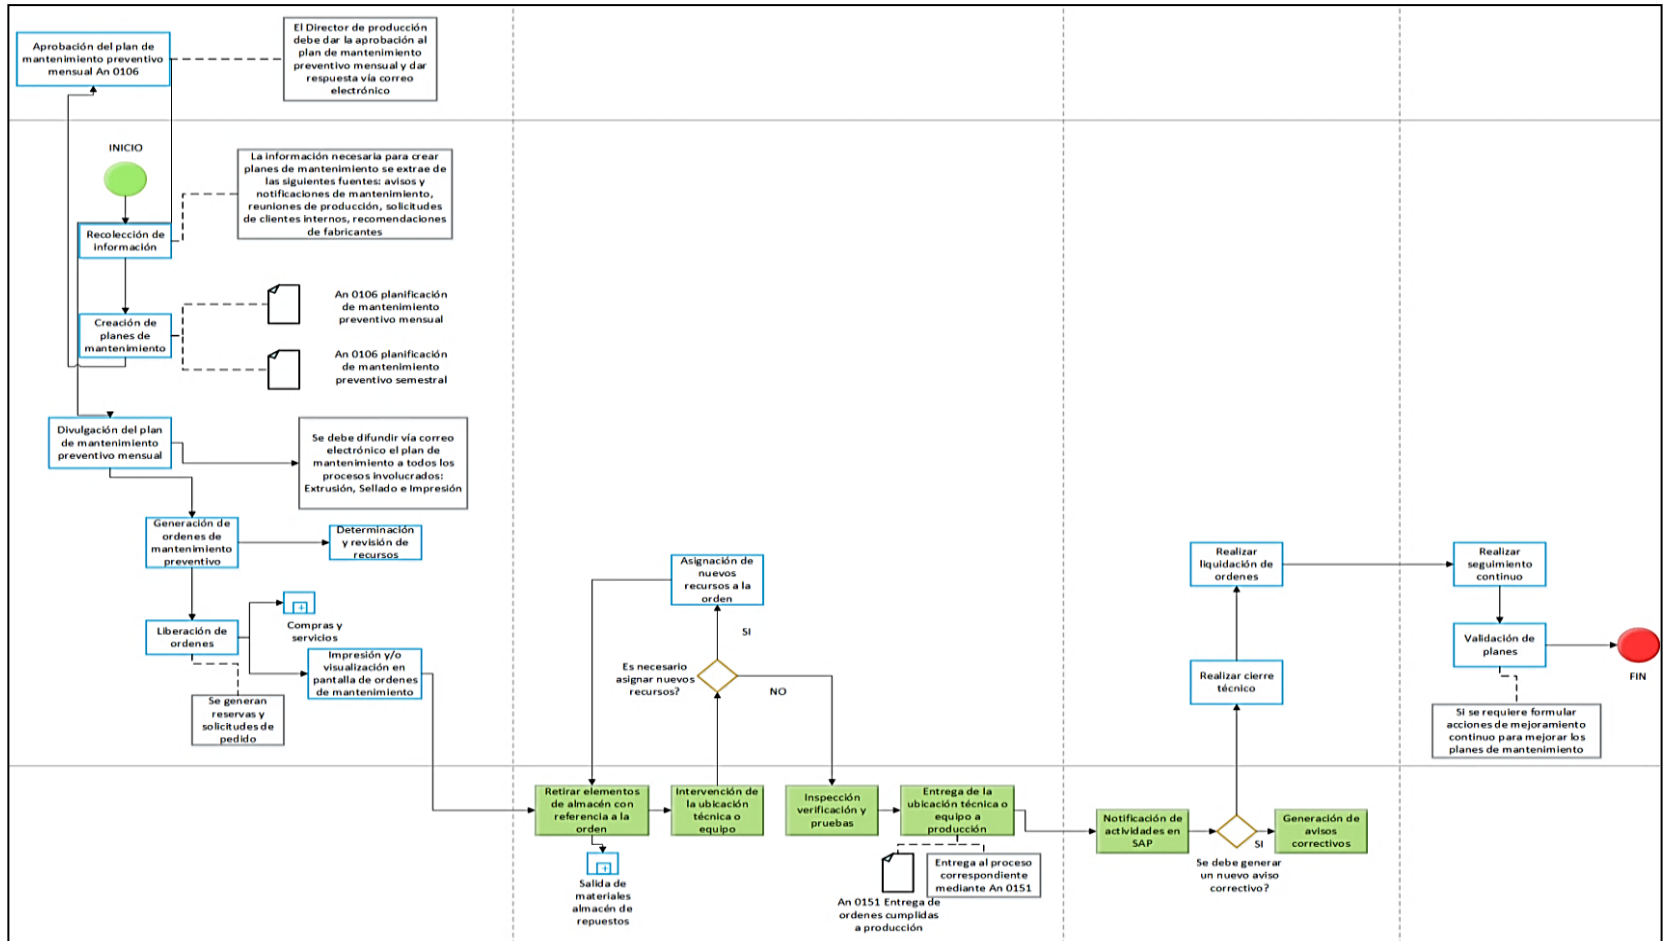 Aprobación del plan de
mantenimiento preventivo
mensual An 0106
El Director de producción
debe dar la aprobación al
plan de mantenimiento
preventivo mensual y dar
respuesta vía correo
electrónico
INICIO
La información necesaria para crear
planes de mantenimiento se extrae de
las siguientes fuentes: avisos y
notificaciones de mantenimiento,
reuniones de producción, solicitudes
de clientes internos, recomendaciones
de fabricantes
Recolección de
información
Creación de
planes de
mantenimiento
An 0106 planificación
de mantenimiento
preventivo mensual
An 0106 planificación
de mantenimiento
preventivo semestral
Divulgación del plan
de mantenimiento
preventivo mensual
Se debe difundir vía correo
electrónico el plan de
mantenimiento a todos los
procesos involucrados:
Extrusión, Sellado e Impresión
Generación de
ordenes de
mantenimiento
preventivo
Determinación
y revisión de
recursos
Liberación de
ordenes
Compras y
servicios
Impresión y/o
visualización en
pantalla de ordenes
de mantenimiento
Se generan
reservas y
solicitudes de
pedido
Asignación de
nuevos
recursos a la
orden
SI
Es necesario
asignar nuevos
recursos?
NO
Retirar elementos
de almacén con
referencia a la
orden
Intervención de
la ubicación
técnica o
equipo
Inspección
verificación y
pruebas
Entrega de la
ubicación técnica o
equipo a
producción
Salida de
materiales
almacén de
repuestos
Entrega al proceso
correspondiente
mediante An 0151
An 0151 Entrega de
ordenes cumplidas
a producción
Realizar
liquidación de
ordenes
Realizar cierre
técnico
Notificación de
actividades en
SAP
SI
Generación de
avisos
correctivos
Se debe generar
un nuevo aviso
correctivo?
Realizar
seguimiento
continuo
Validación de
planes
FIN
Si se requiere formular
acciones de mejoramiento
continuo para mejorar los
planes de mantenimiento